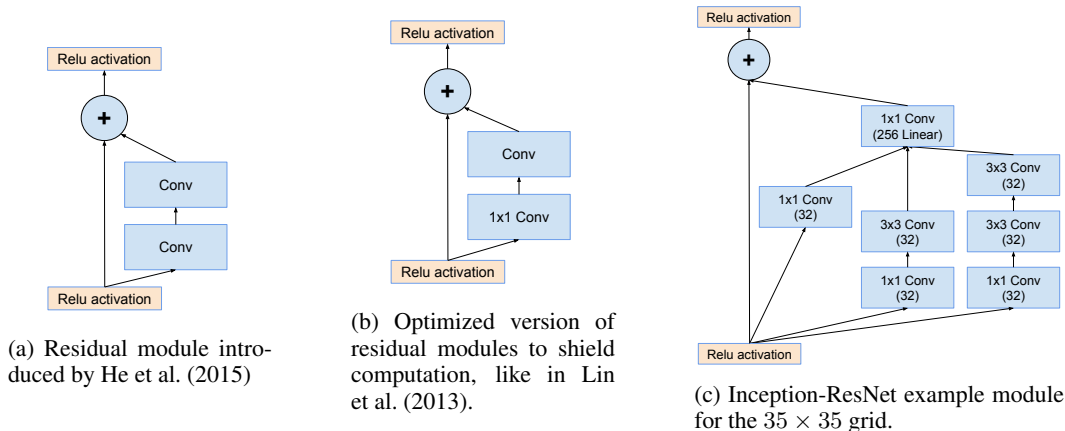 Relu activation
+
Conv
Conv
Relu activation
(a) Residual module intro-
duced by He et al. (2015)
Relu activation
+
Conv
1x1 Conv
Relu activation
(b) Optimized version of
residual modules to shield
computation, like in Lin
et al. (2013).
Relu activation
+
1x1 Conv
(256 Linear)
1x1 Conv
(32)
3x3 Conv
(32)
1x1 Conv
(32)
3x3 Conv
(32)
3x3 Conv
(32)
1x1 Conv
(32)
Relu activation
(c) Inception-ResNet example module
for the 35 × 35 grid.